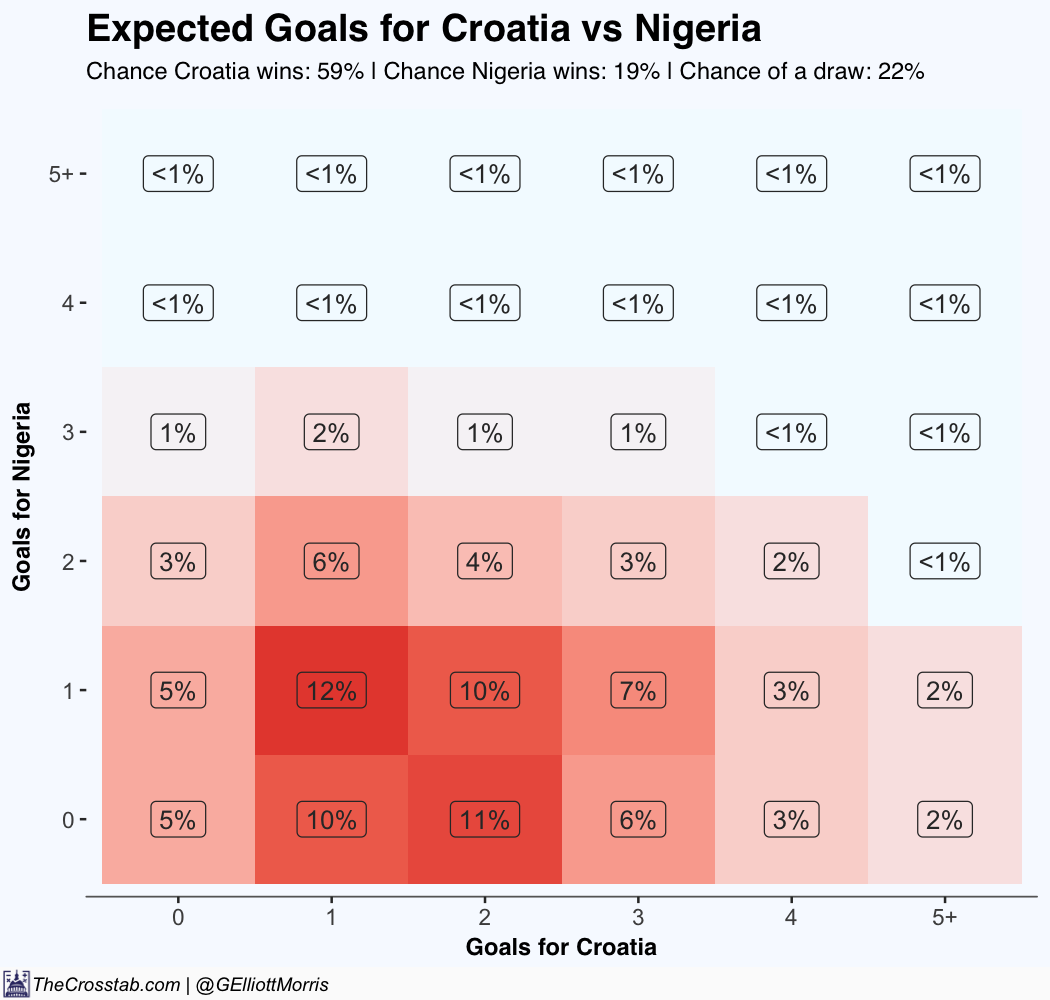 Expected Goals for Croatia vs Nigeria
Chance Croatia wins: 59% | Chance Nigeria wins: 19% | Chance of a draw: 22%
Goals for Nigeria
5+ <1% <1% <1% <1% <1% <1%
4 <1% <1% <1% <1% <1% <1%
3 1% 2% 1% 1% <1% <1%
2 3% 6% 4% 3% 2% <1%
1 5% 12% 10% 7% 3% 2%
0 5% 10% 11% 6% 3% 2%
0 1 2 3 4 5+
Goals for Croatia
TheCrosstab.com | @GElliottMorris